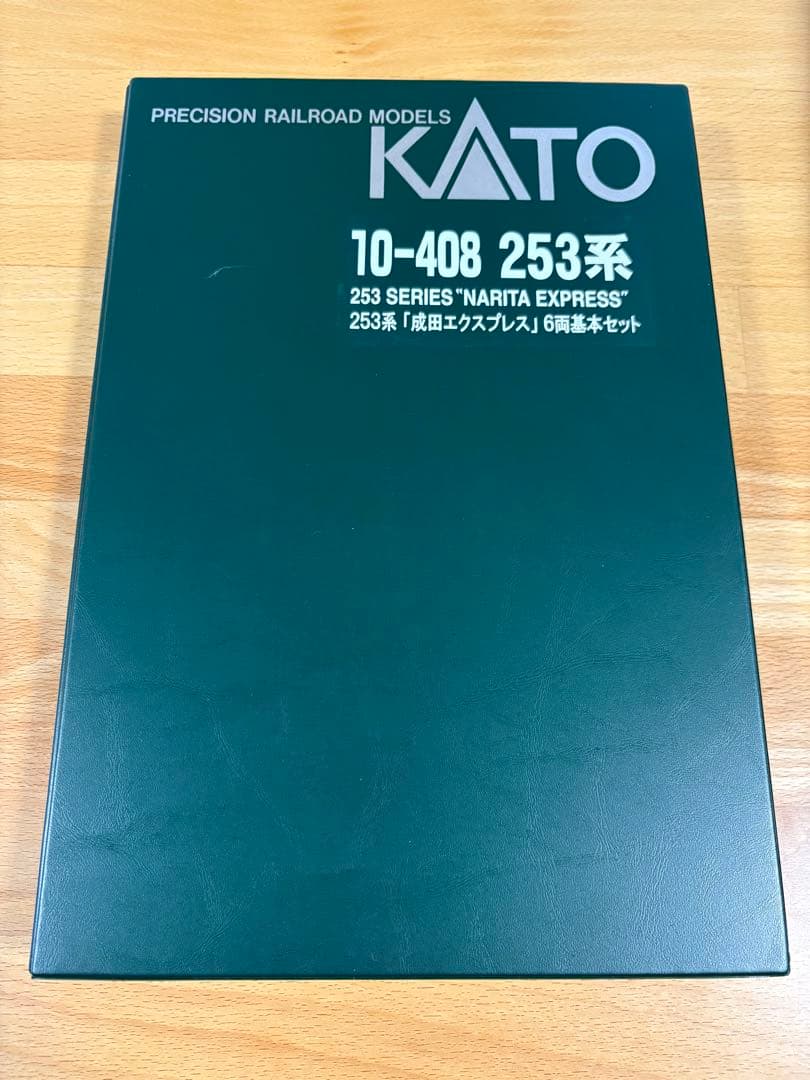 PRECISION RAILROAD MODELS
KATO
10-408 253系
253 SERIES "NARITA EXPRESS"
253系「成田エクスプレス」6両基本セット